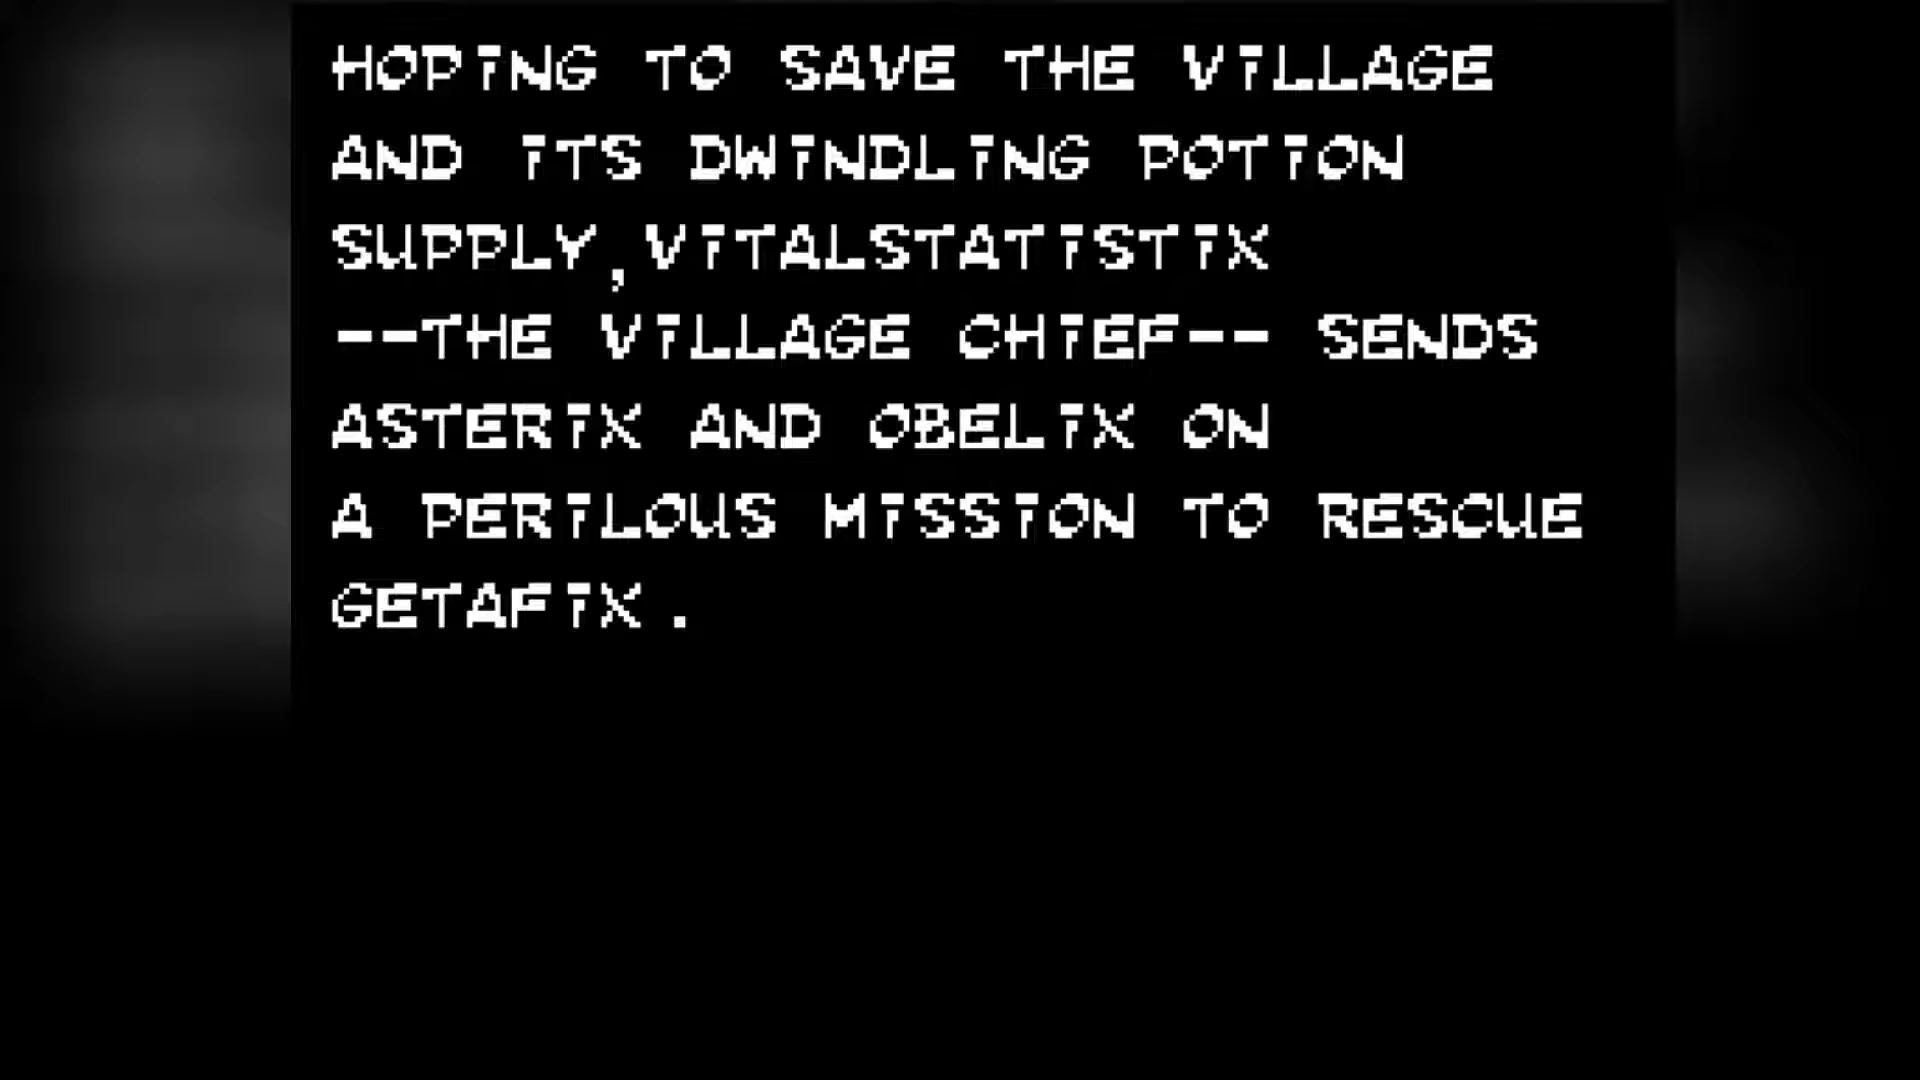 HOPING TO SAVE THE VILLAGE
AND ITS DWINDLING POTION
SUPPLY,VITALSTATISTIX
--THE VILLAGE CHIEF-- SENDS
ASTERIX AND OBELIX ON
A PERILOUS MISSION TO RESCUE
GETAFIX.